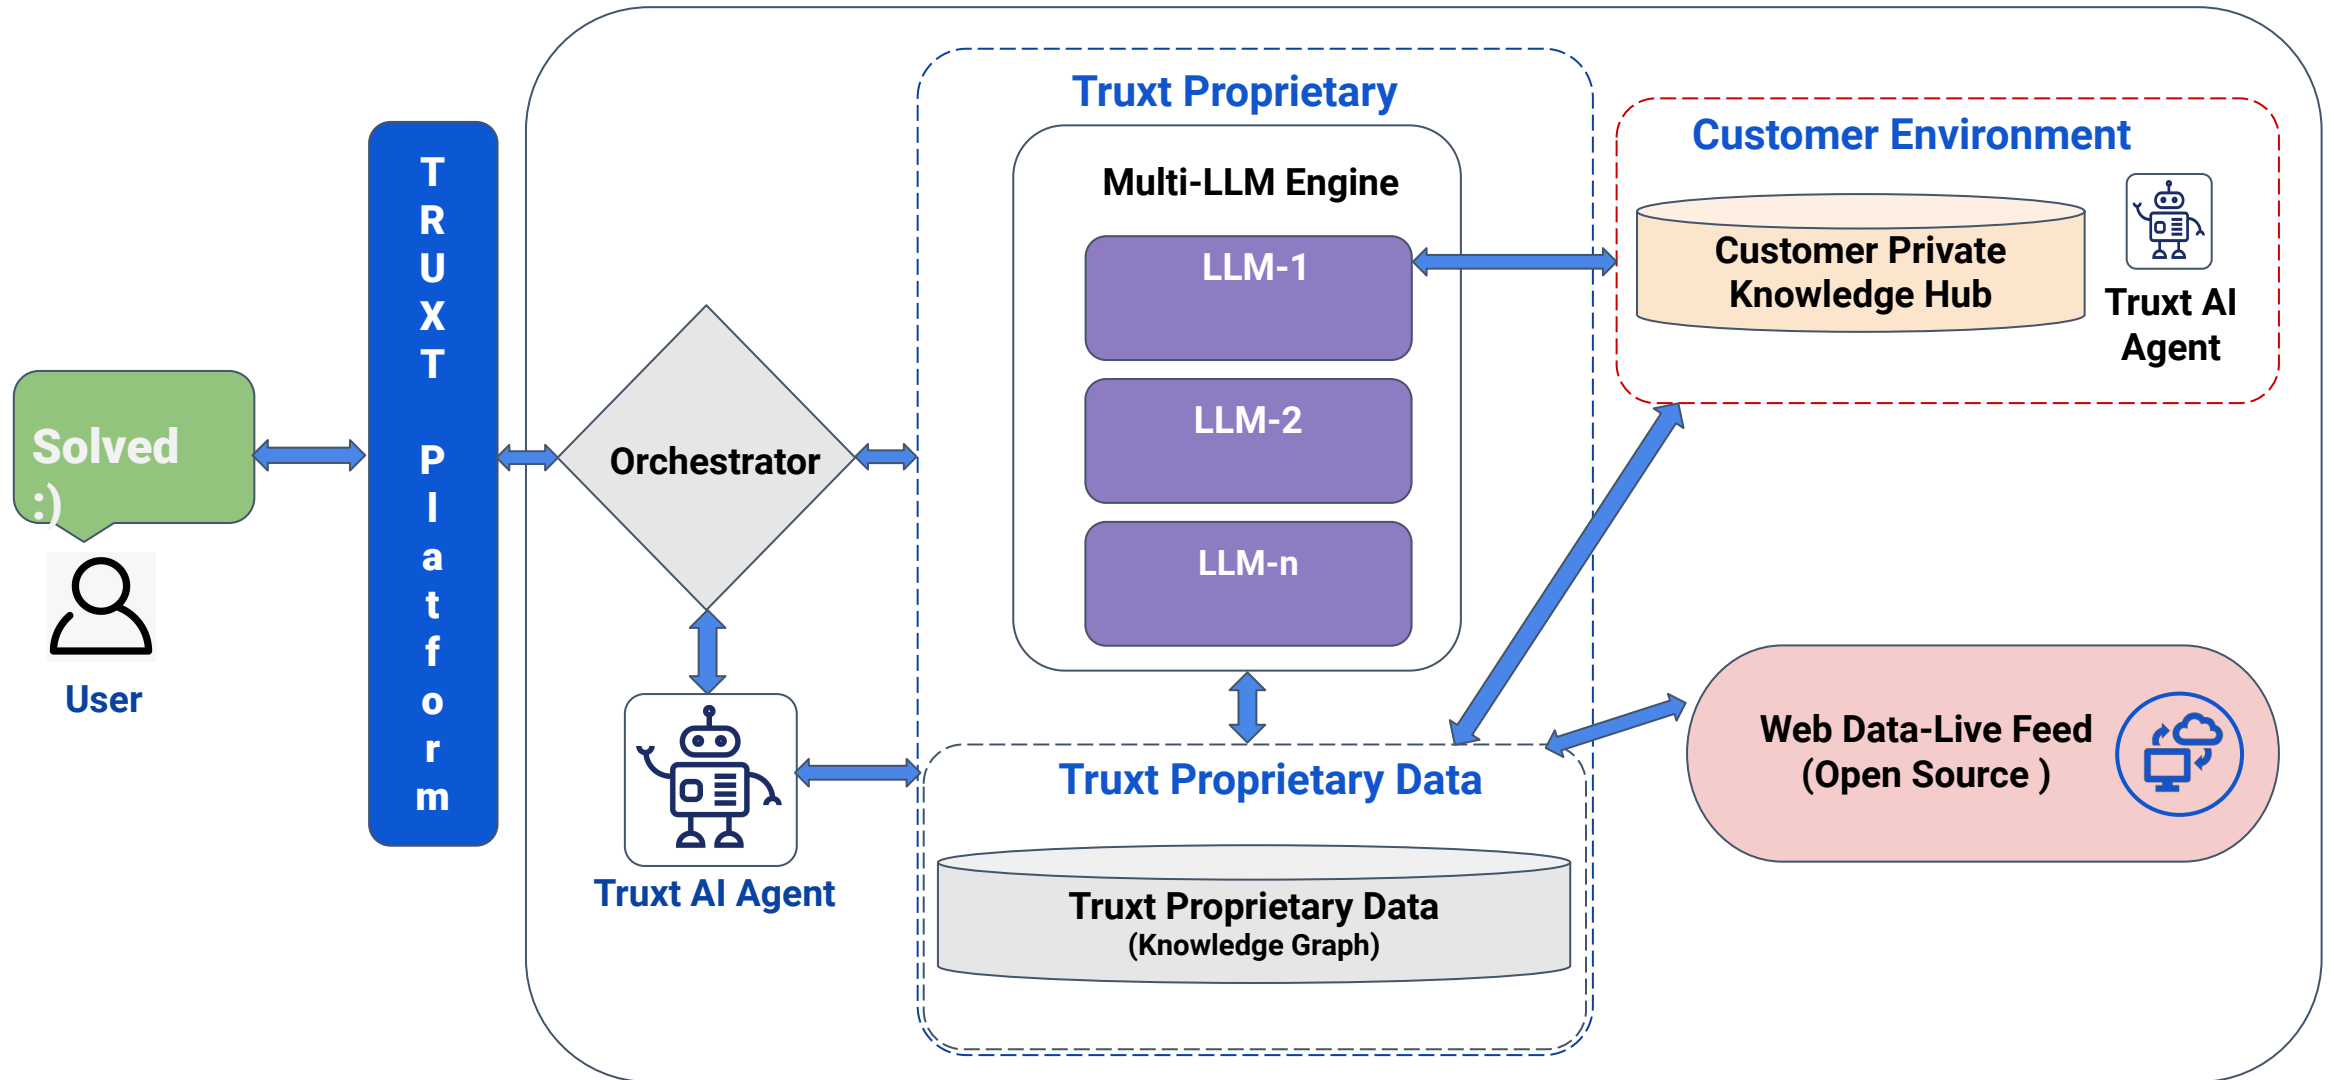 Solved
:)
User
T
R
U
X
T
P
l
a
t
f
o
r
m
Orchestrator
Truxt AI Agent
Truxt Proprietary
Multi-LLM Engine
LLM-1
LLM-2
LLM-n
Truxt Proprietary Data
Truxt Proprietary Data
(Knowledge Graph)
Customer Environment
Customer Private
Knowledge Hub
Truxt AI
Agent
Web Data-Live Feed
(Open Source )